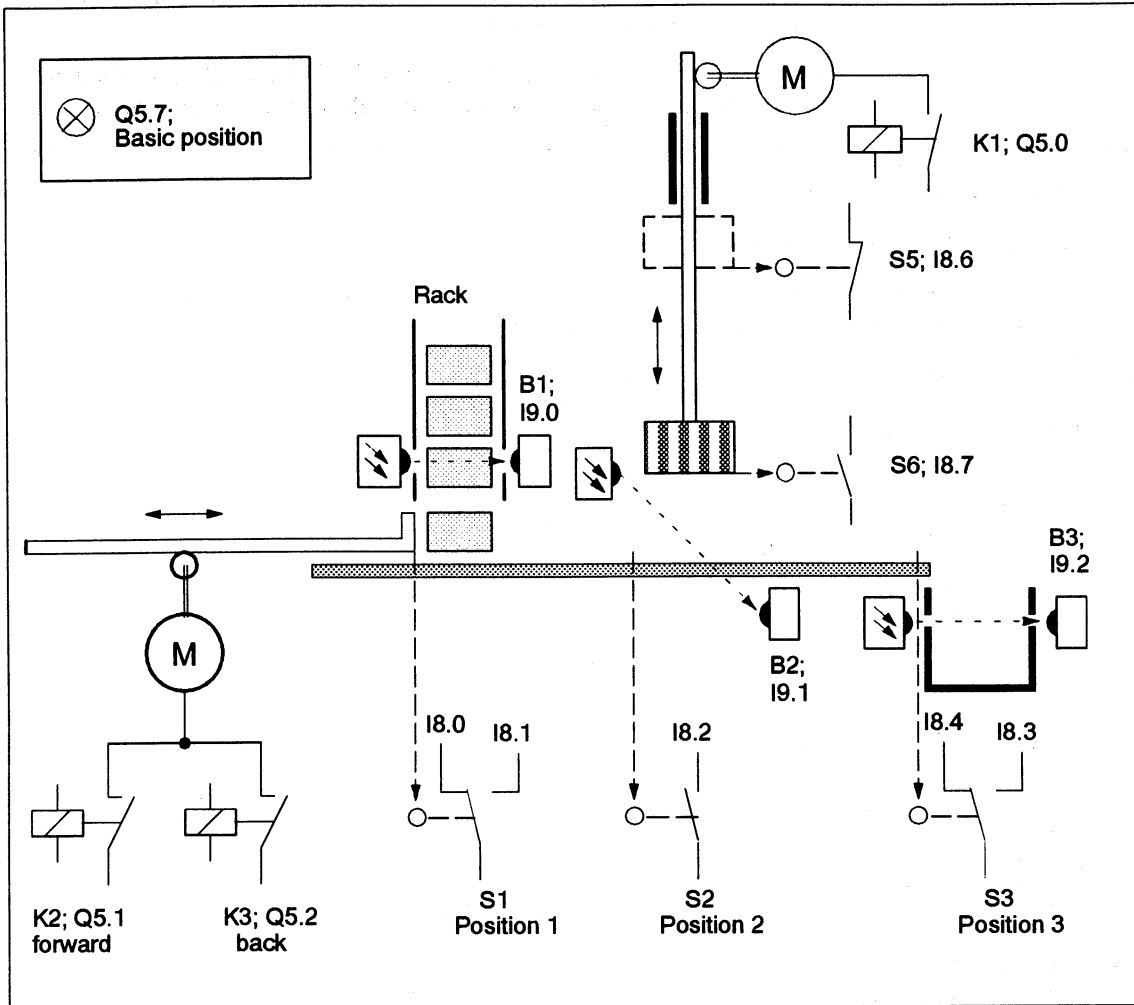 Q5.7;
Basic position
M
K1; Q5.0
S5; I8.6
Rack
B1;
I9.0
S6; I8.7
B3;
I9.2
M
B2;
I9.1
I8.0
I8.1
I8.2
I8.4
I8.3
K2; Q5.1
forward
K3; Q5.2
back
S1
Position 1
S2
Position 2
S3
Position 3